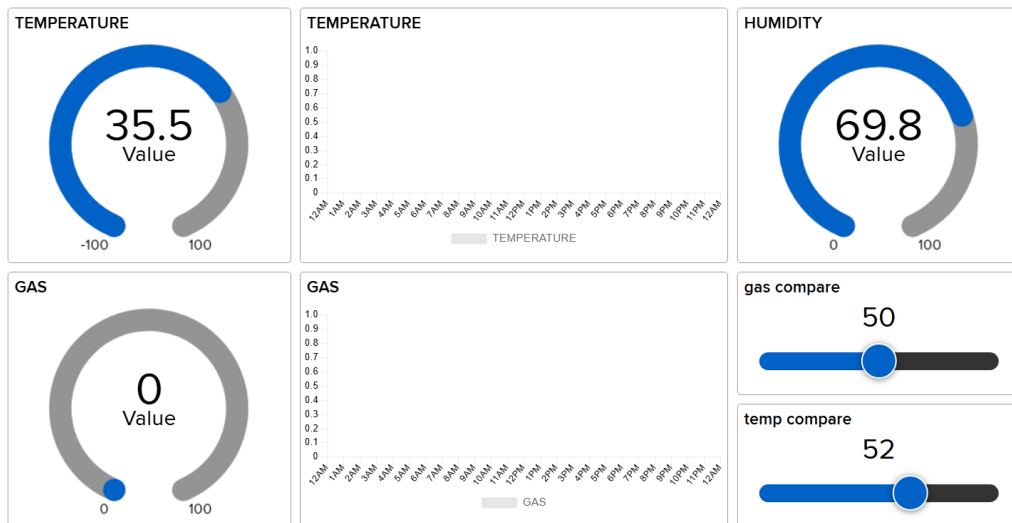 TEMPERATURE
35.5
Value
-100 100
TEMPERATURE
1.0
0.9
0.8
0.7
0.6
0.5
0.4
0.3
0.2
0.1
0
12AM 1AM 2AM 3AM 4AM 5AM 6AM 7AM 8AM 9AM 10AM 11AM 12PM 1PM 2PM 3PM 4PM 5PM 6PM 7PM 8PM 9PM 10PM 11PM 12AM
TEMPERATURE
HUMIDITY
69.8
Value
0 100
GAS
0
Value
0 100
GAS
1.0
0.9
0.8
0.7
0.6
0.5
0.4
0.3
0.2
0.1
0
12AM 1AM 2AM 3AM 4AM 5AM 6AM 7AM 8AM 9AM 10AM 11AM 12PM 1PM 2PM 3PM 4PM 5PM 6PM 7PM 8PM 9PM 10PM 11PM 12AM
GAS
gas compare
50
temp compare
52